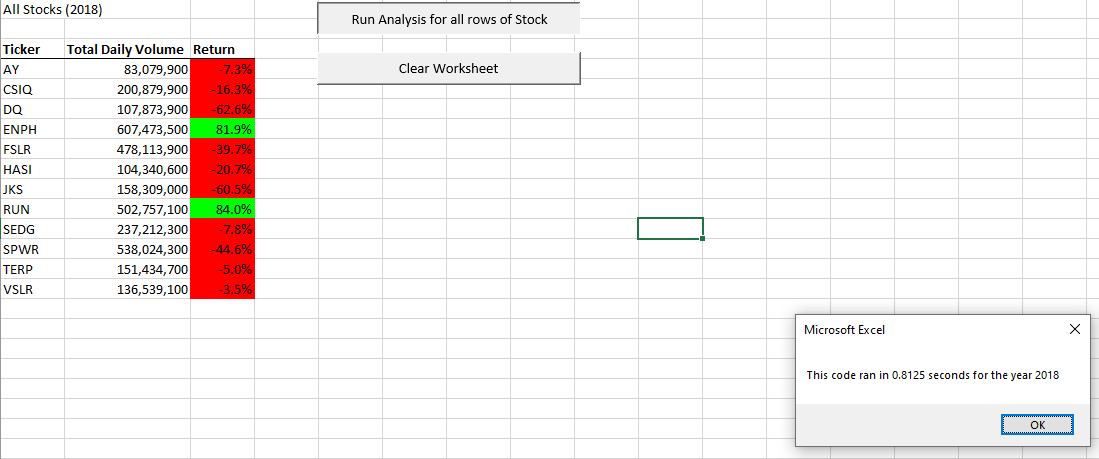 All Stocks (2018)
Run Analysis for all rows of Stock
Ticker Total Daily Volume Return
Clear Worksheet
AY 83,079,900 -7.3%
CSIQ 200,879,900 -16.3%
DQ 107,873,900 -62.6%
ENPH 607,473,500 81.9%
FSLR 478,113,900 -39.7%
HASI 104,340,600 -20.7%
JKS 158,309,000 -60.5%
RUN 502,757,100 84.0%
SEDG 237,212,300 -7.8%
SPWR 538,024,300 -44.6%
TERP 151,434,700 -5.0%
VSLR 136,539,100 -3.5%
Microsoft Excel
This code ran in 0.8125 seconds for the year 2018
OK